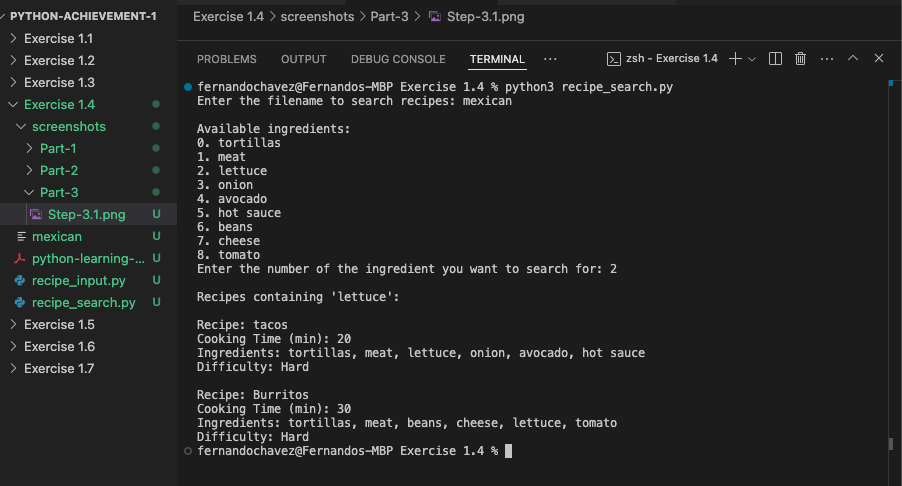 PYTHON-ACHIEVEMENT-1
Exercise 1.1
Exercise 1.2
Exercise 1.3
Exercise 1.4
screenshots
Part-1
Part-2
Part-3
Step-3.1.png U
mexican U
python-learning-... U
recipe_input.py U
recipe_search.py U
Exercise 1.5
Exercise 1.6
Exercise 1.7
Exercise 1.4 > screenshots > Part-3 > Step-3.1.png
PROBLEMS OUTPUT DEBUG CONSOLE TERMINAL ... zsh - Exercise 1.4
fernandochavez@Fernandos-MBP Exercise 1.4 % python3 recipe_search.py
Enter the filename to search recipes: mexican
Available ingredients:
0. tortillas
1. meat
2. lettuce
3. onion
4. avocado
5. hot sauce
6. beans
7. cheese
8. tomato
Enter the number of the ingredient you want to search for: 2
Recipes containing 'lettuce':
Recipe: tacos
Cooking Time (min): 20
Ingredients: tortillas, meat, lettuce, onion, avocado, hot sauce
Difficulty: Hard
Recipe: Burritos
Cooking Time (min): 30
Ingredients: tortillas, meat, beans, cheese, lettuce, tomato
Difficulty: Hard
fernandochavez@Fernandos-MBP Exercise 1.4 %